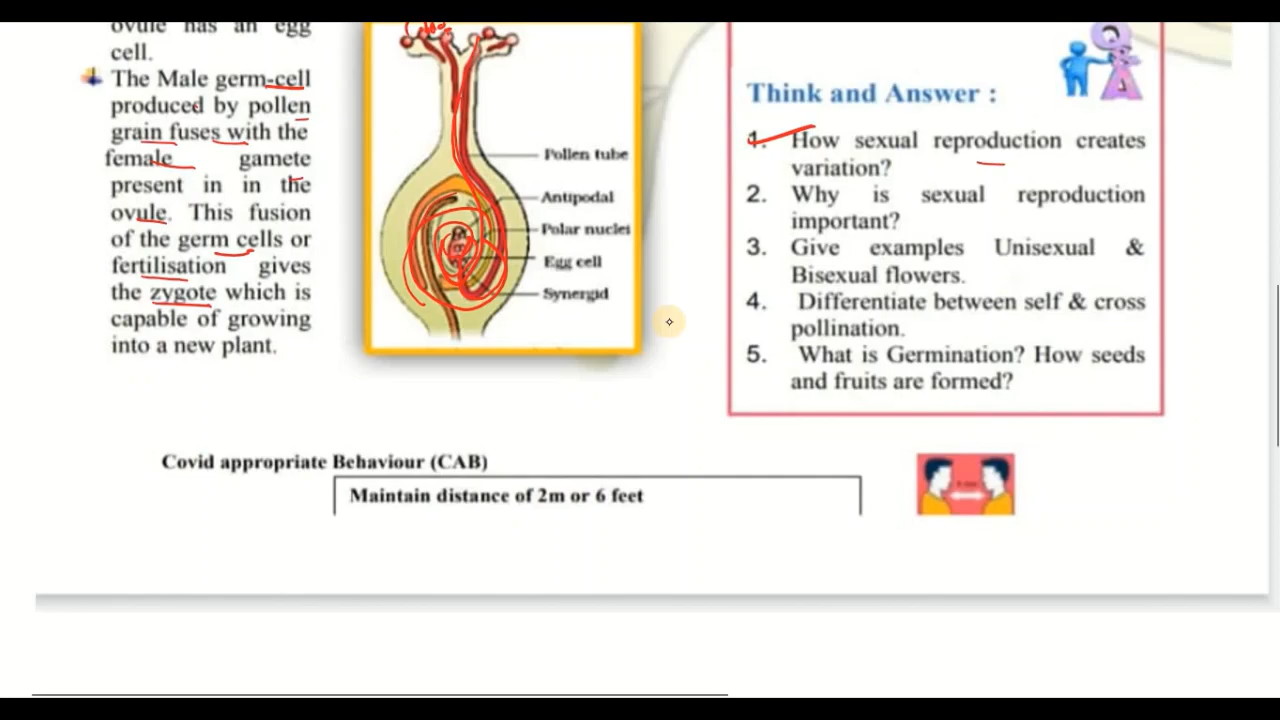 ovule has an egg
cell.
The Male germ-cell
produced by pollen
grain fuses with the
female gamete
present in in the
ovule. This fusion
of the germ cells or
fertilisation gives
the zygote which is
capable of growing
into a new plant.
Pollen tube
Antipodal
Polar nuclei
Egg cell
Synergid
Think and Answer :
1. How sexual reproduction creates
variation?
2. Why is sexual reproduction
important?
3. Give examples Unisexual &
Bisexual flowers.
4. Differentiate between self & cross
pollination.
5. What is Germination? How seeds
and fruits are formed?
Covid appropriate Behaviour (CAB)
Maintain distance of 2m or 6 feet